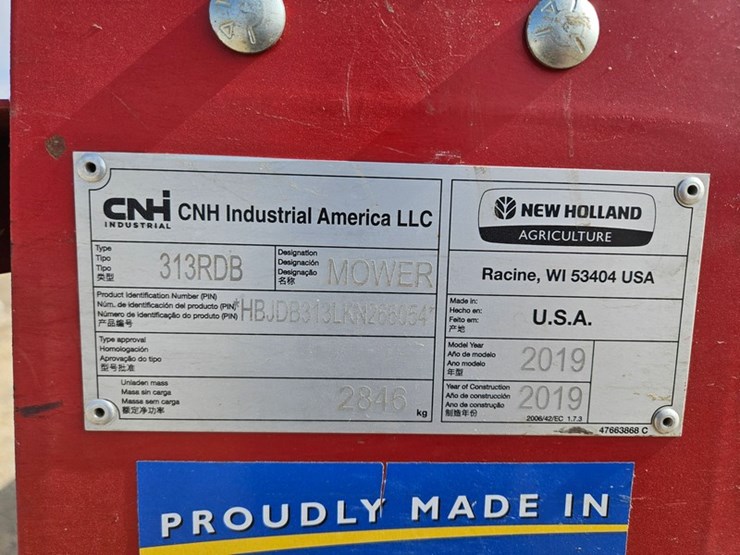 CNH
INDUSTRIAL
CNH Industrial America LLC
Type
Tipo
Tipo
类型
313RDB
Designation
Designación
Designação
名称
MOWER
Product Identification Number (PIN)
Núm. de identificación del producto (PIN)
Número de identificação do produto (PIN)
产品编号
*HBJDB313LKN266054*
Type approval
Homologación
Aprovação do tipo
型号批准
Unladen mass
Masa sin carga
Massa sem carga
额定净功率
2846 kg
NEW HOLLAND
AGRICULTURE
Racine, WI 53404 USA
Made in:
Hecho en:
Feito em:
产地
U.S.A.
Model Year
Año de modelo
Ano modelo
年型
2019
Year of Construction
Año de construcción
Ano de construção
制造年份
2019
2006/42/EC 1.7.3
47663868 C
PROUDLY MADE IN